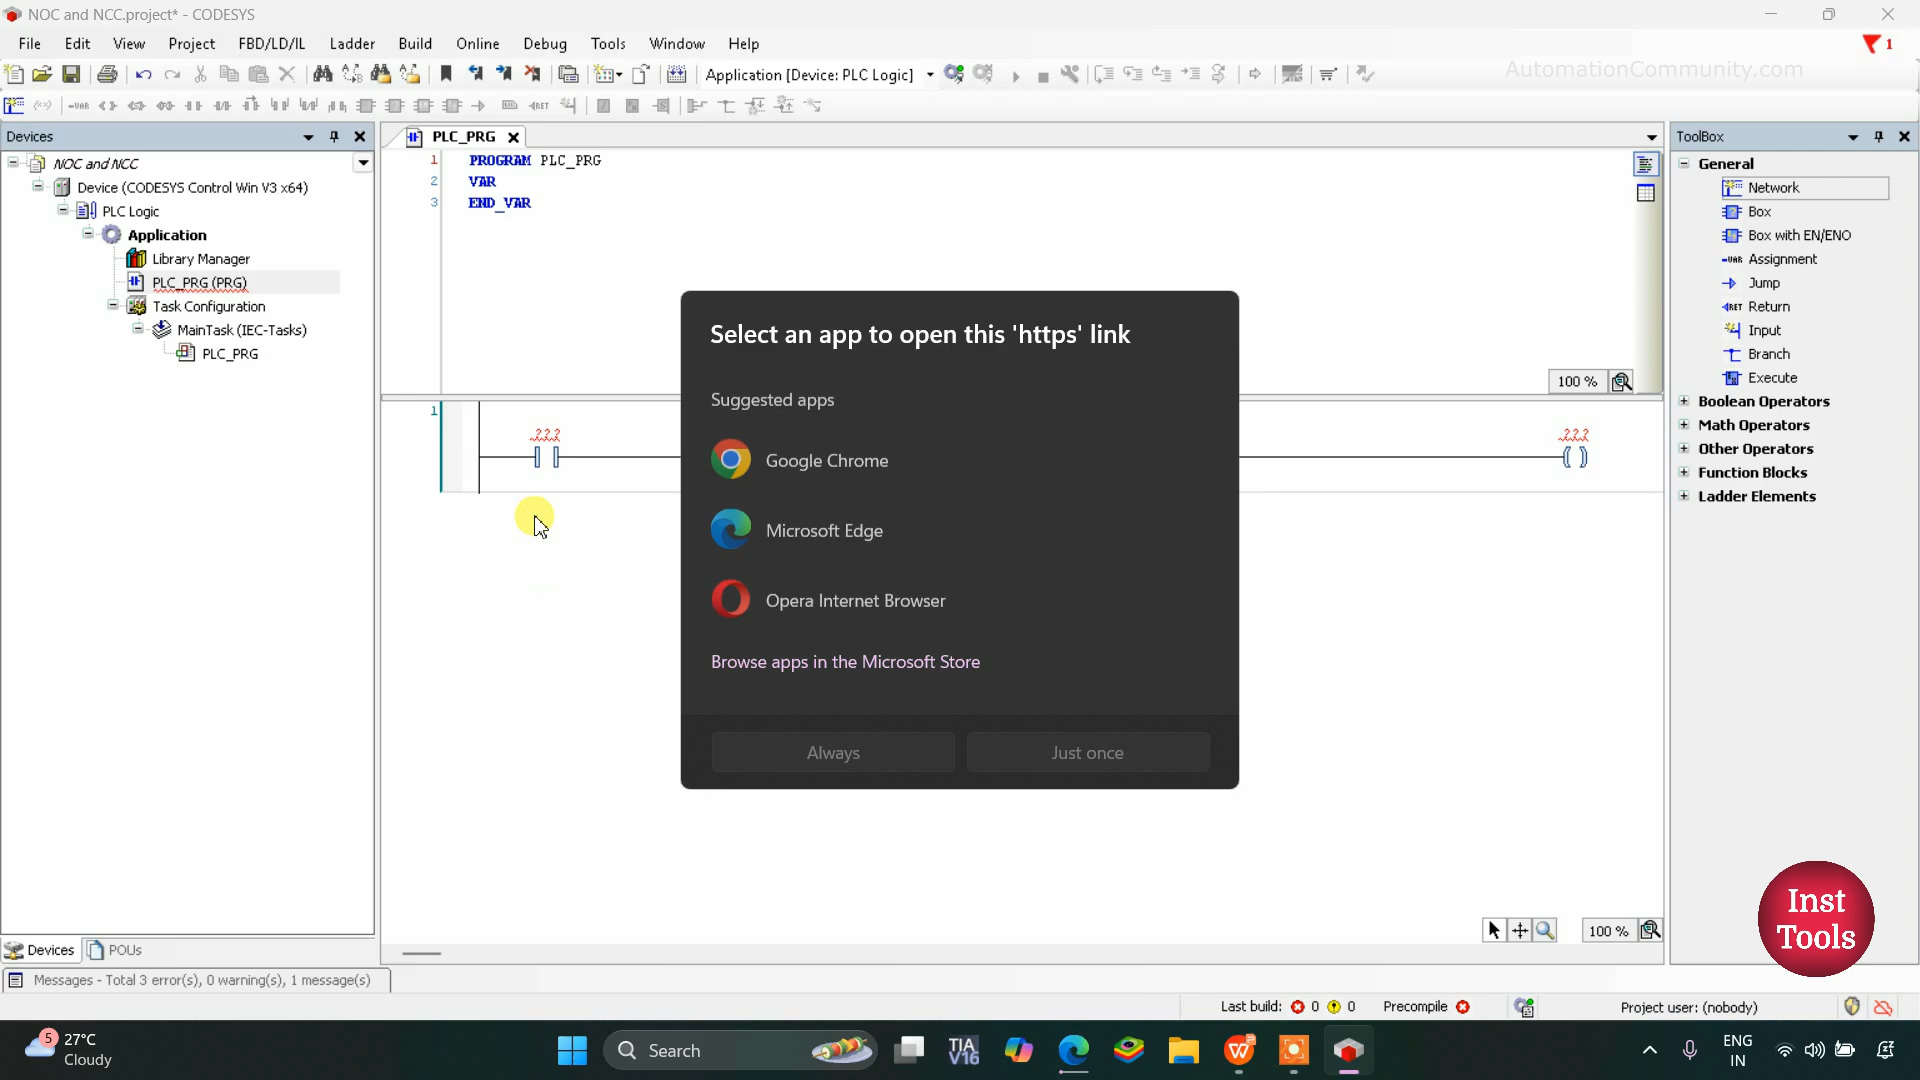 NOC and NCC.project* - CODESYS
File Edit View Project FBD/LD/IL Ladder Build Online Debug Tools Window Help
1
Application [Device: PLC Logic]
AutomationCommunity.com
Devices
NOC and NCC
Device (CODESYS Control Win V3 x64)
PLC Logic
Application
Library Manager
PLC_PRG (PRG)
Task Configuration
MainTask (IEC-Tasks)
PLC_PRG
Devices POUs
PLC_PRG
1 PROGRAM PLC_PRG
2 VAR
3 END_VAR
100 %
1
???
???
100 %
Select an app to open this 'https' link
Suggested apps
Google Chrome
Microsoft Edge
Opera Internet Browser
Browse apps in the Microsoft Store
Always Just once
ToolBox
General
Network
Box
Box with EN/ENO
Assignment
Jump
Return
Input
Branch
Execute
Boolean Operators
Math Operators
Other Operators
Function Blocks
Ladder Elements
Inst
Tools
Messages - Total 3 error(s), 0 warning(s), 1 message(s)
Last build: 0 0 Precompile Project user: (nobody)
5
27°C
Cloudy
Search
TIA
V16
ENG
IN